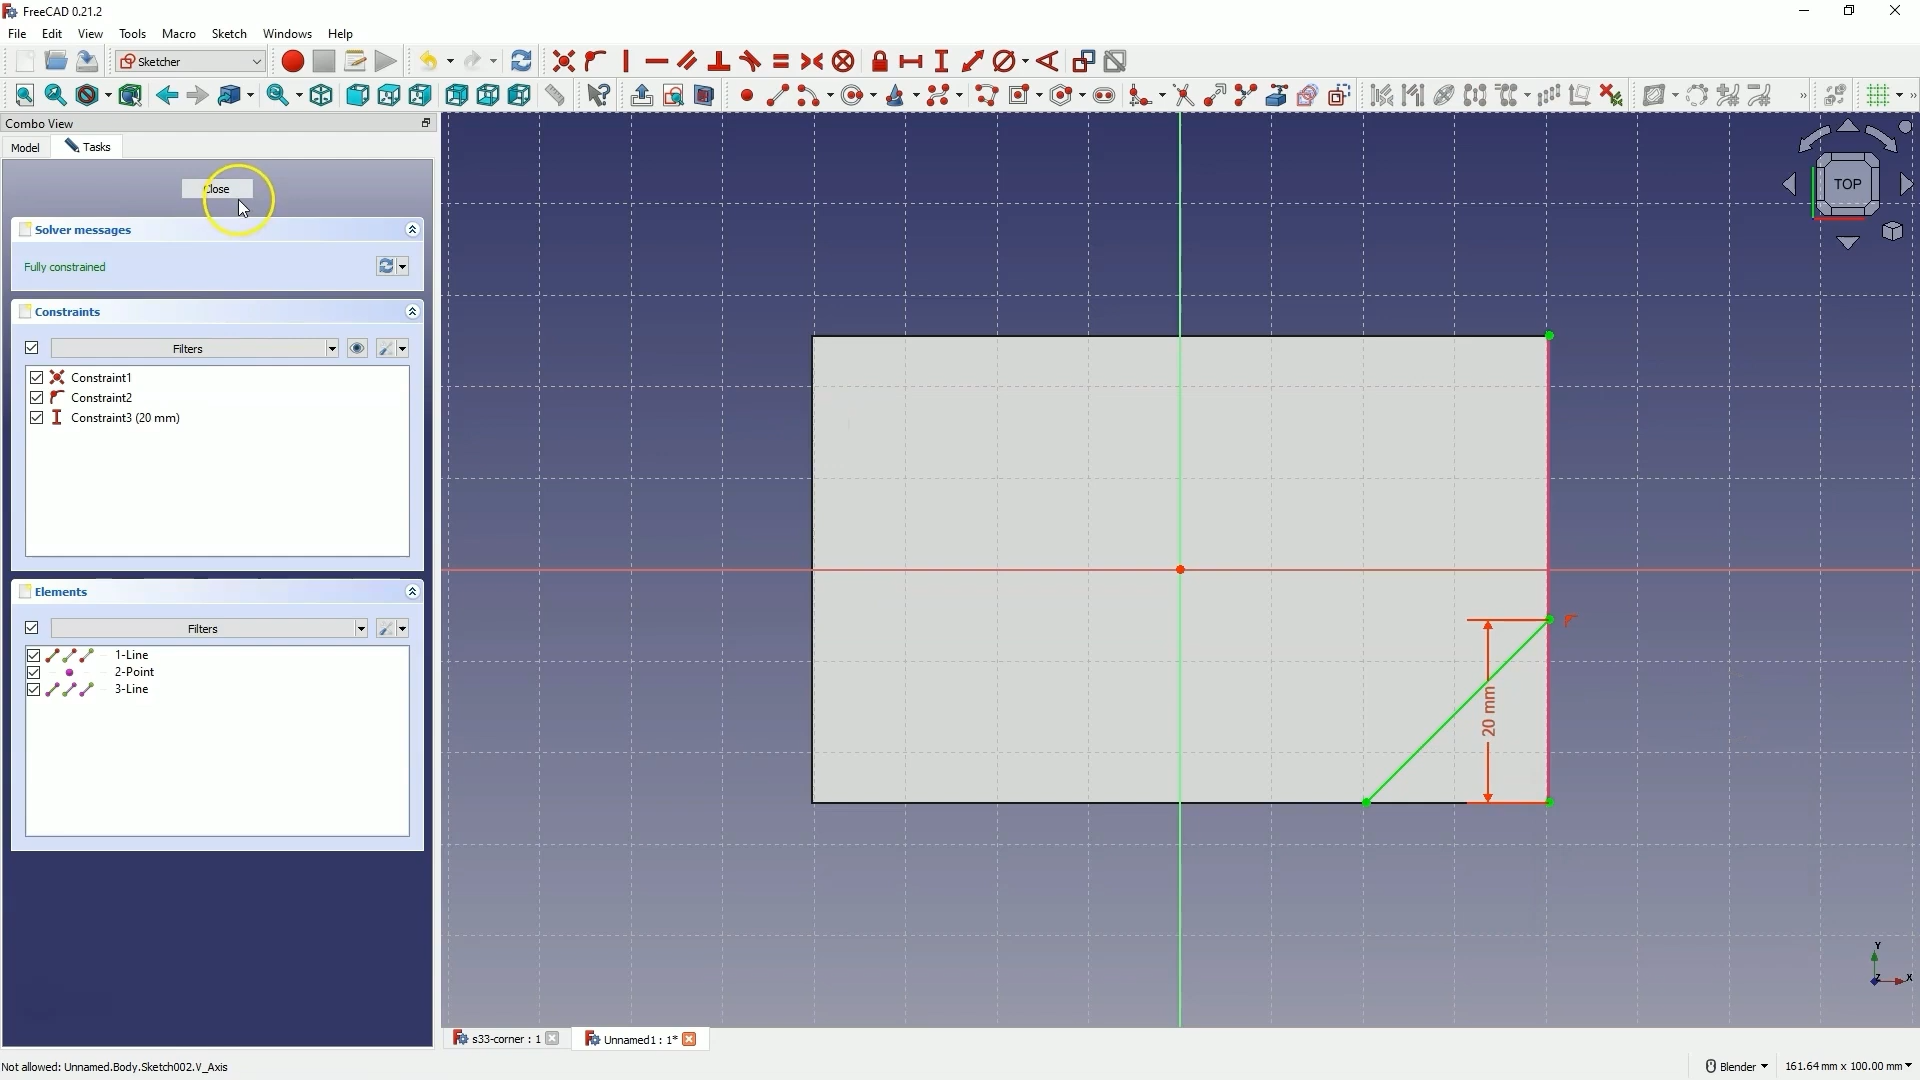 FreeCAD 0.21.2
File Edit View Tools Macro Sketch Windows Help
Sketcher
Combo View
Model Tasks
Close
Solver messages
Fully constrained
Constraints
Filters
Constraint1
Constraint2
Constraint3 (20 mm)
Elements
Filters
1-Line
2-Point
3-Line
TOP
20 mm
Y
Z X
s33-corner : 1 Unnamed1 : 1*
Not allowed: Unnamed.Body.Sketch002.V_Axis Blender 161.64 mm x 100.00 mm